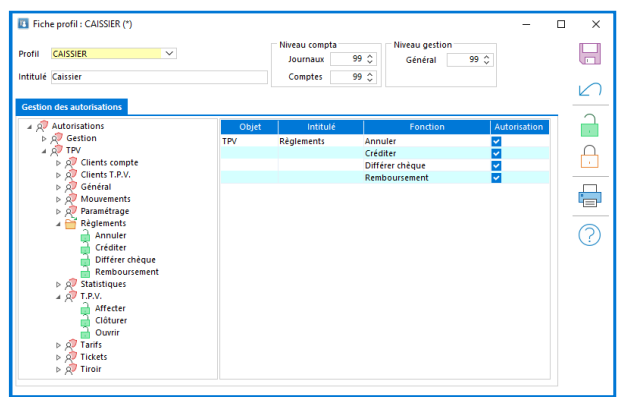 Fiche profil : CAISSIER (*)
Niveau compta Niveau gestion
Profil CAISSIER Journaux 99 Général 99
Intitulé Caissier Comptes 99
Gestion des autorisations
Autorisations
Gestion
TPV
Clients compte
Clients T.P.V.
Général
Mouvements
Paramétrage
Règlements
Annuler
Créditer
Différer chèque
Remboursement
Statistiques
T.P.V.
Affecter
Clôturer
Ouvrir
Tarifs
Tickets
Tiroir
Objet Intitulé Fonction Autorisation
TPV Règlements Annuler
Créditer
Différer chèque
Remboursement